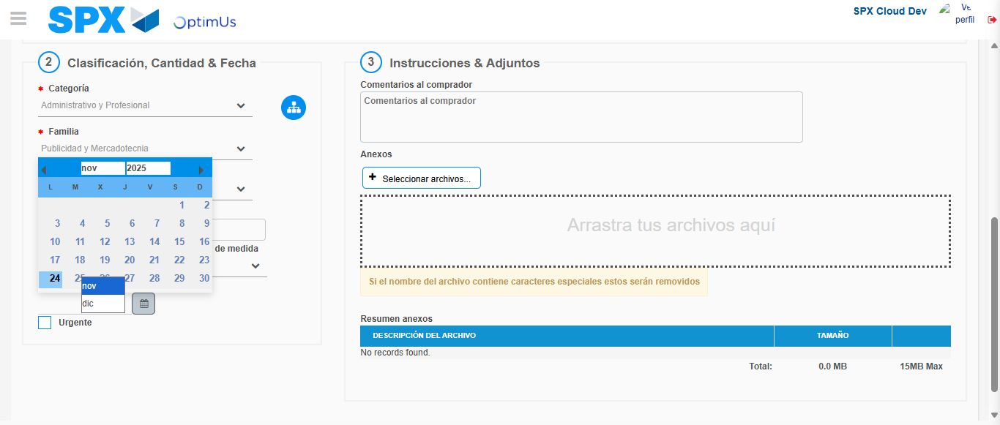 SPX
OptimUs
SPX Cloud Dev
Ve
perfil
2
Clasificación, Cantidad & Fecha
* Categoría
Administrativo y Profesional
* Familia
Publicidad y Mercadotecnia
nov
2025
L M X J V S D
1 2
3 4 5 6 7 8 9
10 11 12 13 14 15 16
17 18 19 20 21 22 23
24 25 26 27 28 29 30
nov
dic
de medida
Urgente
3
Instrucciones & Adjuntos
Comentarios al comprador
Comentarios al comprador
Anexos
+ Seleccionar archivos...
Arrastra tus archivos aquí
Si el nombre del archivo contiene caracteres especiales estos serán removidos
Resumen anexos
DESCRIPCIÓN DEL ARCHIVO TAMAÑO
No records found.
Total: 0.0 MB 15MB Max